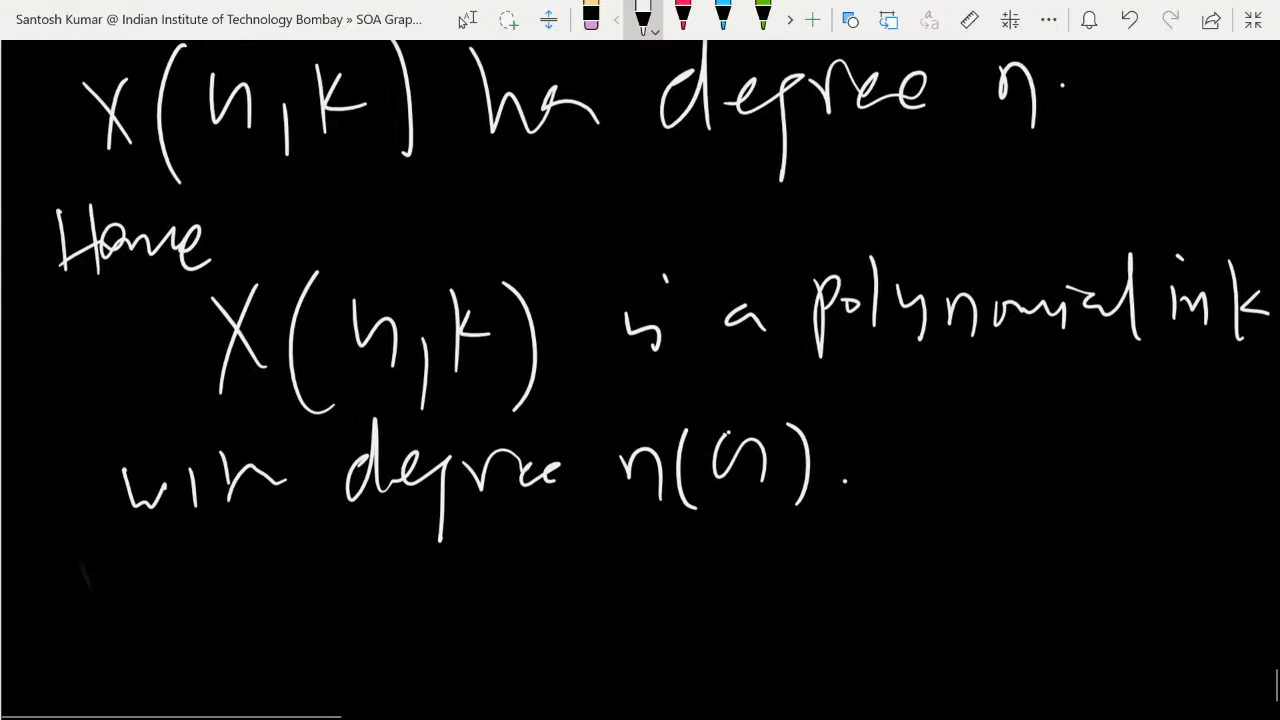 Santosh Kumar @ Indian Institute of Technology Bombay » SOA Grap...
X(n,k) has degree n.
Hence
X(n,k) is a polynomial in k
with degree n(G).